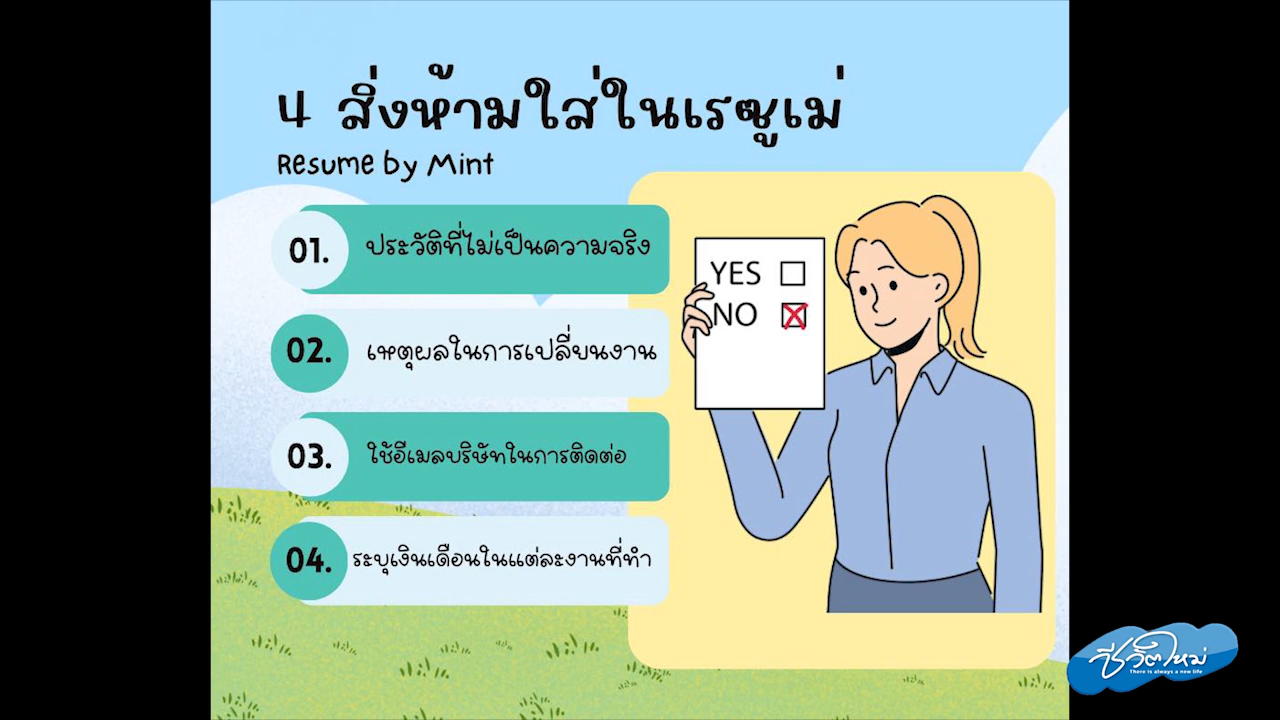 4 สิ่งห้ามใส่ในเรซูเม่
Resume by Mint
01. ประวัติที่ไม่เป็นความจริง
02. เหตุผลในการเปลี่ยนงาน
03. ใช้อีเมลบริษัทในการติดต่อ
04. ระบุเงินเดือนในแต่ละงานที่ทำ
YES
NO
ชีวิตใหม่
There is always a new life